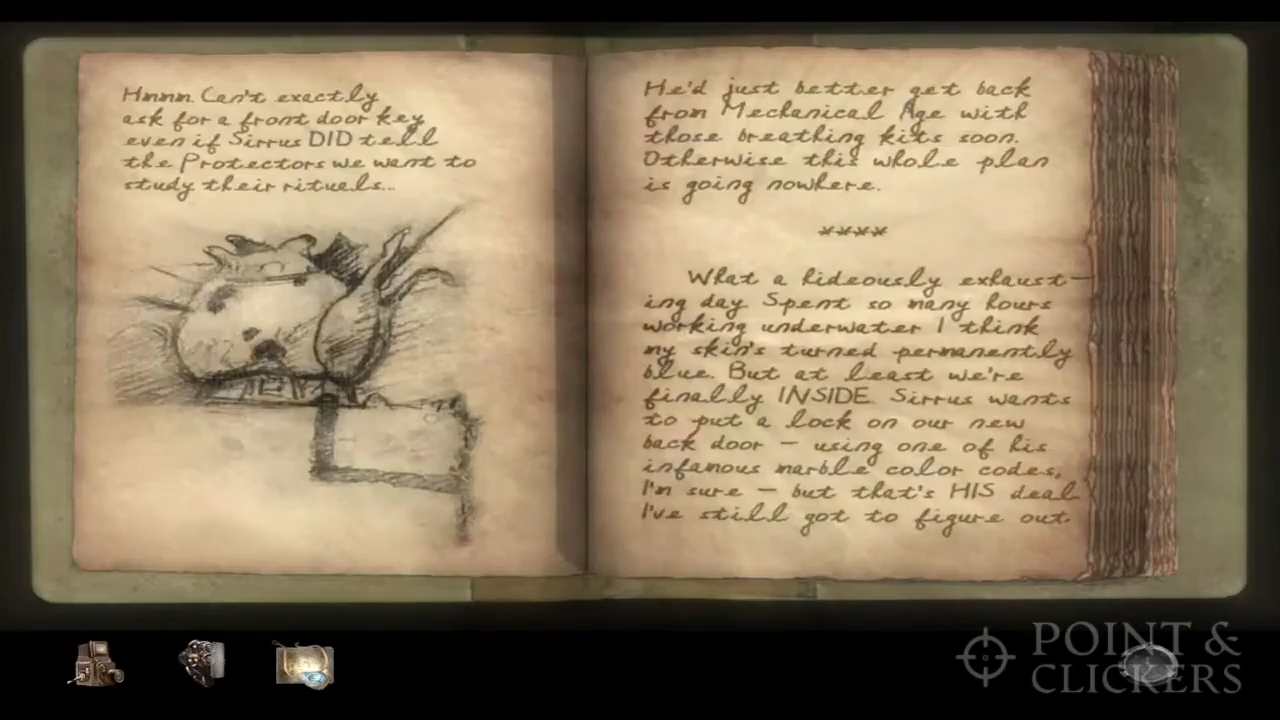 Hmmm. Can't exactly
ask for a front door key
even if Sirrus DID tell
the Protectors we want to
study their rituals...
He'd just better get back
from Mechanical Age with
those breathing kits soon.
Otherwise this whole plan
is going nowhere.
****
What a hideously exhaust-
ing day. Spent so many hours
working underwater I think
my skin's turned permanently
blue. But at least we're
finally INSIDE. Sirrus wants
to put a lock on our new
back door - using one of his
infamous marble color codes,
I'm sure - but that's HIS deal.
I've still got to figure out
POINT &
CLICKERS